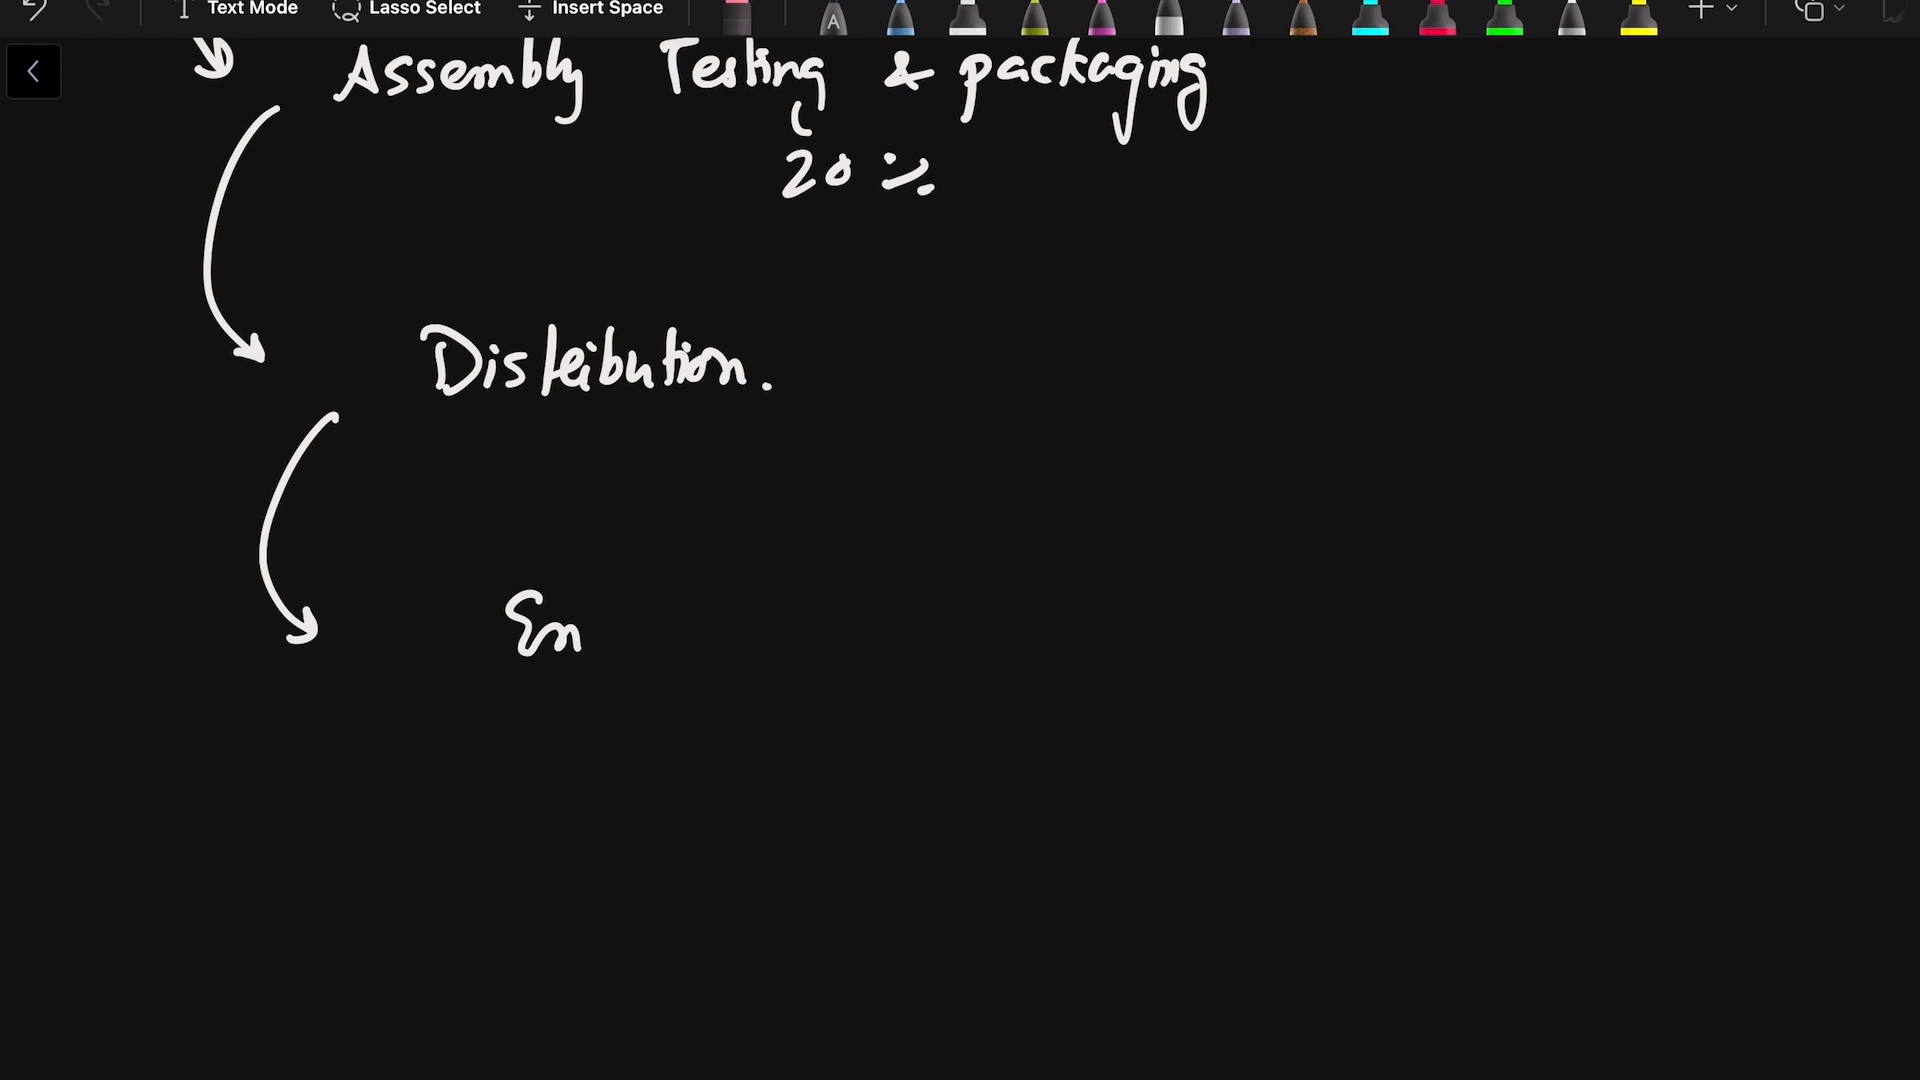 Text Mode Lasso Select Insert Space
A
Assembly Testing & packaging
20 %
Distribution.
En